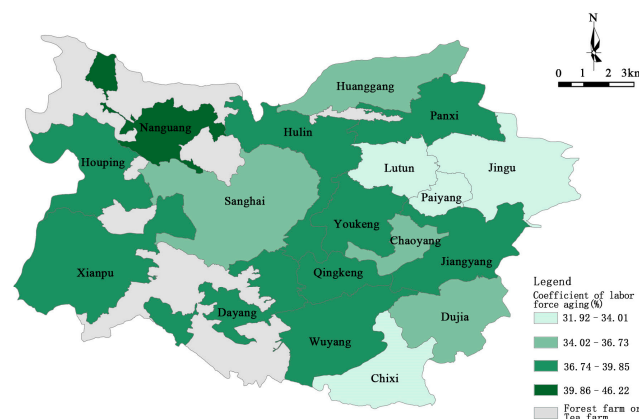 N
0 1 2 3km
Huanggang
Panxi
Nanguang
Hulin
Houping
Lutun
Jingu
Paiyang
Sanghai
Youkeng
Chaoyang
Jiangyang
Xianpu
Qingkeng
Dayang
Dujia
Wuyang
Chixi
Legend
Coefficient of labor
force aging(%)
31.92-34.01
34.02-36.73
36.74-39.85
39.86-46.22
Forest farm or
Tea farm